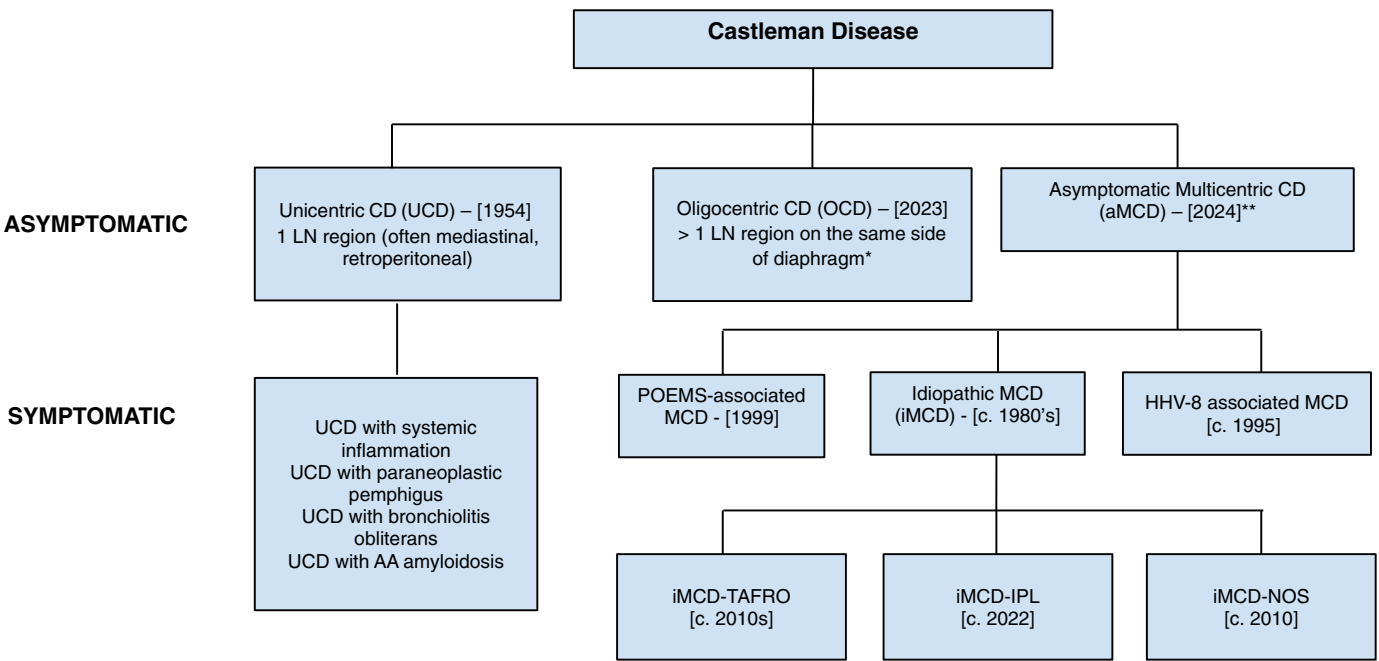 Castleman Disease
ASYMPTOMATIC
Unicentric CD (UCD) – [1954]
1 LN region (often mediastinal,
retroperitoneal)
Oligocentric CD (OCD) – [2023]
> 1 LN region on the same side
of diaphragm*
Asymptomatic Multicentric CD
(aMCD) – [2024]**
SYMPTOMATIC
UCD with systemic
inflammation
UCD with paraneoplastic
pemphigus
UCD with bronchiolitis
obliterans
UCD with AA amyloidosis
POEMS-associated
MCD - [1999]
Idiopathic MCD
(iMCD) - [c. 1980's]
HHV-8 associated MCD
[c. 1995]
iMCD-TAFRO
[c. 2010s]
iMCD-IPL
[c. 2022]
iMCD-NOS
[c. 2010]